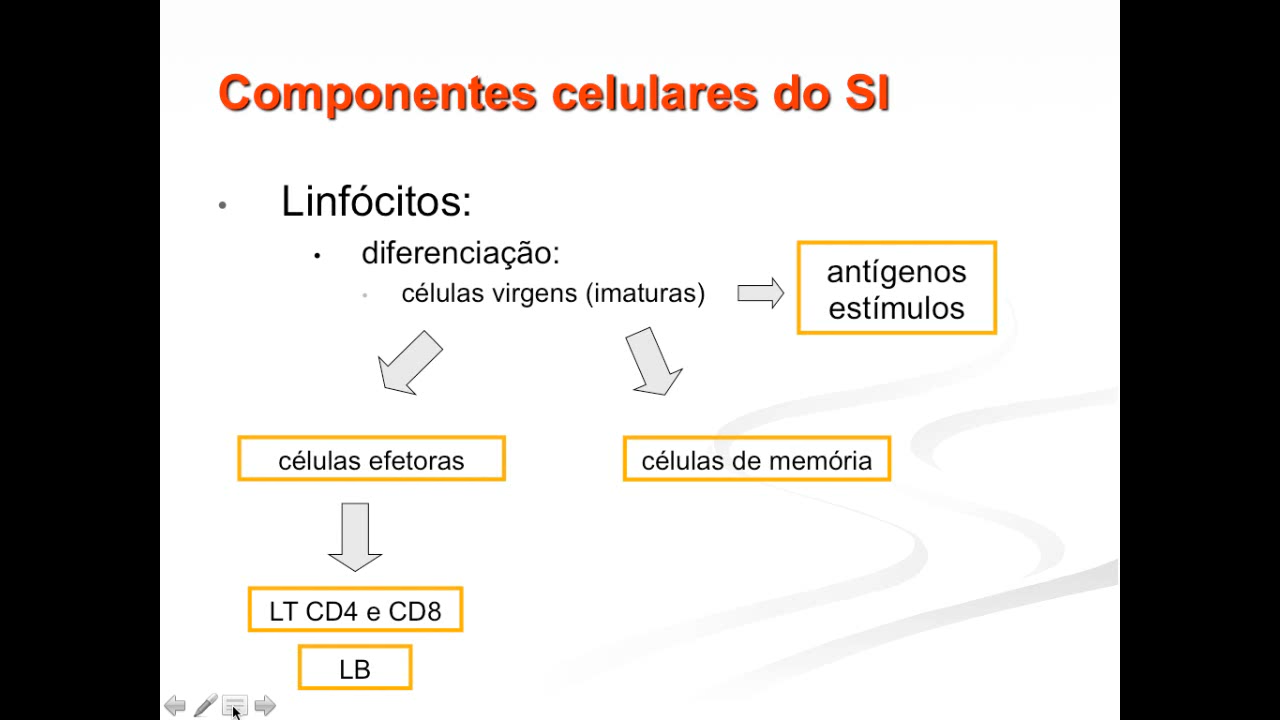 Componentes celulares do SI
Linfócitos:
diferenciação:
células virgens (imaturas)
antígenos
estímulos
células efetoras
células de memória
LT CD4 e CD8
LB